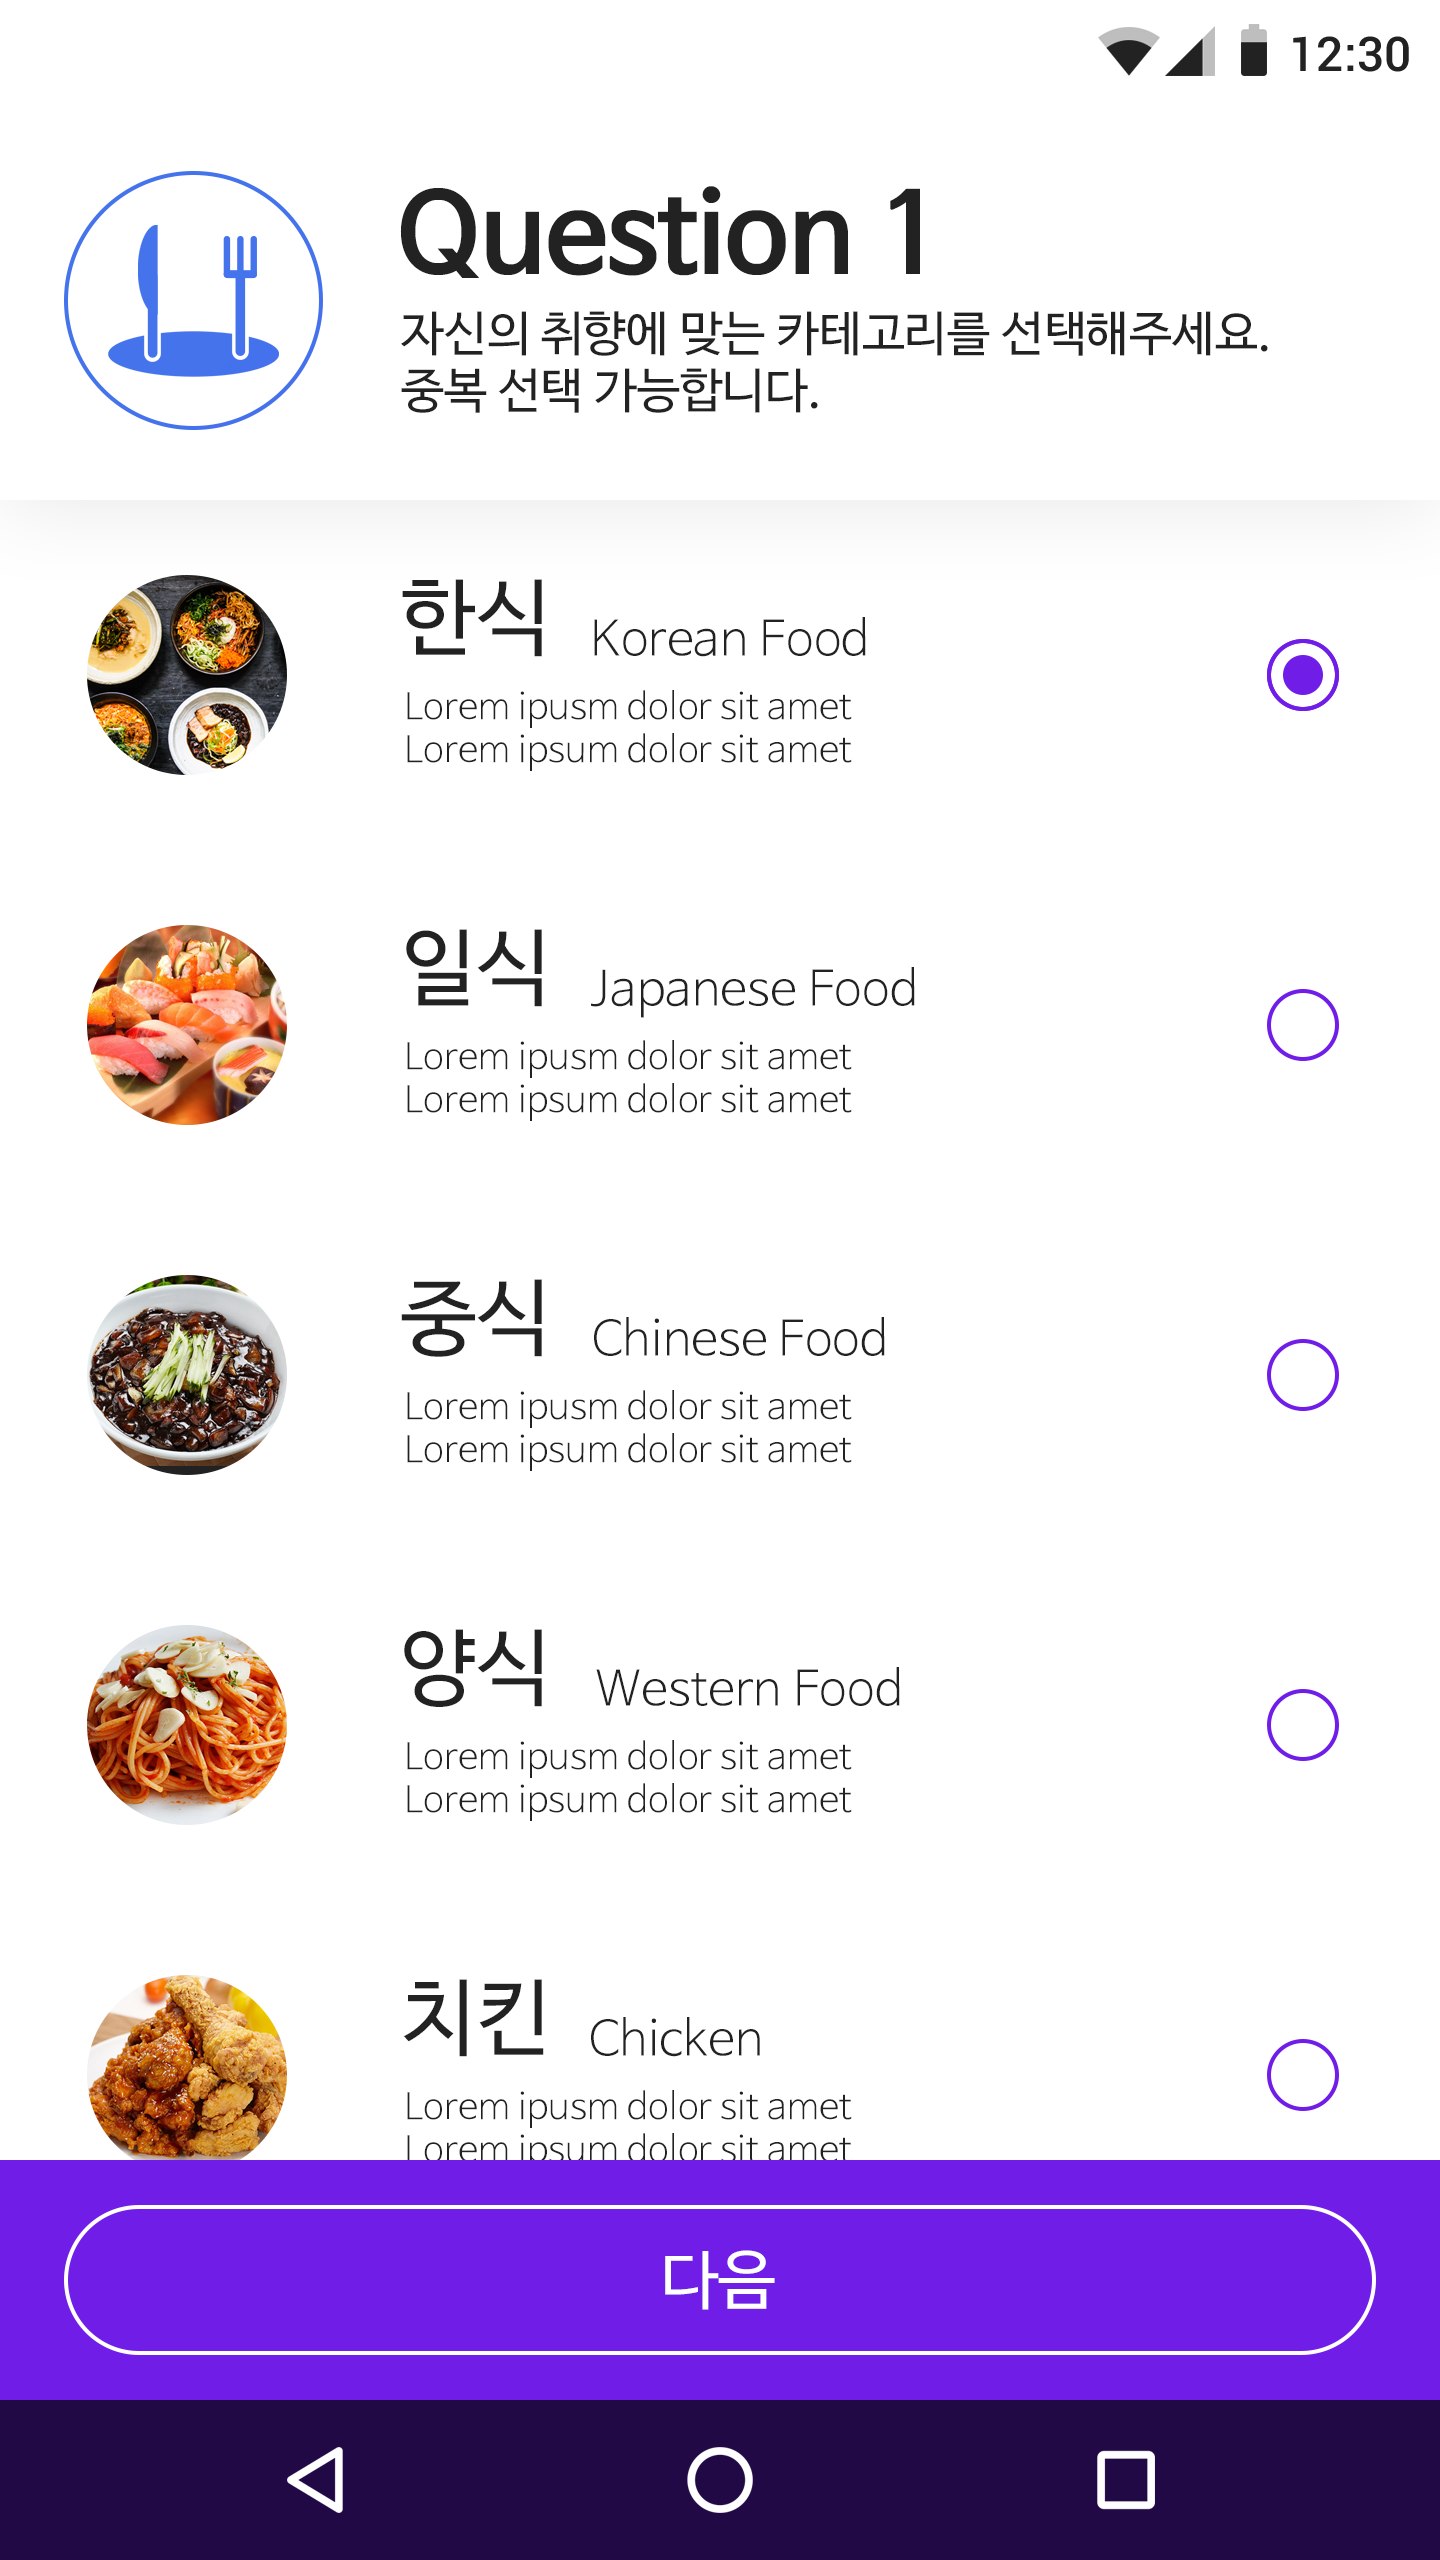 12:30
Question 1
자신의 취향에 맞는 카테고리를 선택해주세요.
중복 선택 가능합니다.
한식 Korean Food
Lorem ipusm dolor sit amet
Lorem ipsum dolor sit amet
일식 Japanese Food
Lorem ipusm dolor sit amet
Lorem ipsum dolor sit amet
중식 Chinese Food
Lorem ipusm dolor sit amet
Lorem ipsum dolor sit amet
양식 Western Food
Lorem ipusm dolor sit amet
Lorem ipsum dolor sit amet
치킨 Chicken
Lorem ipusm dolor sit amet
Lorem ipsum dolor sit amet
다음